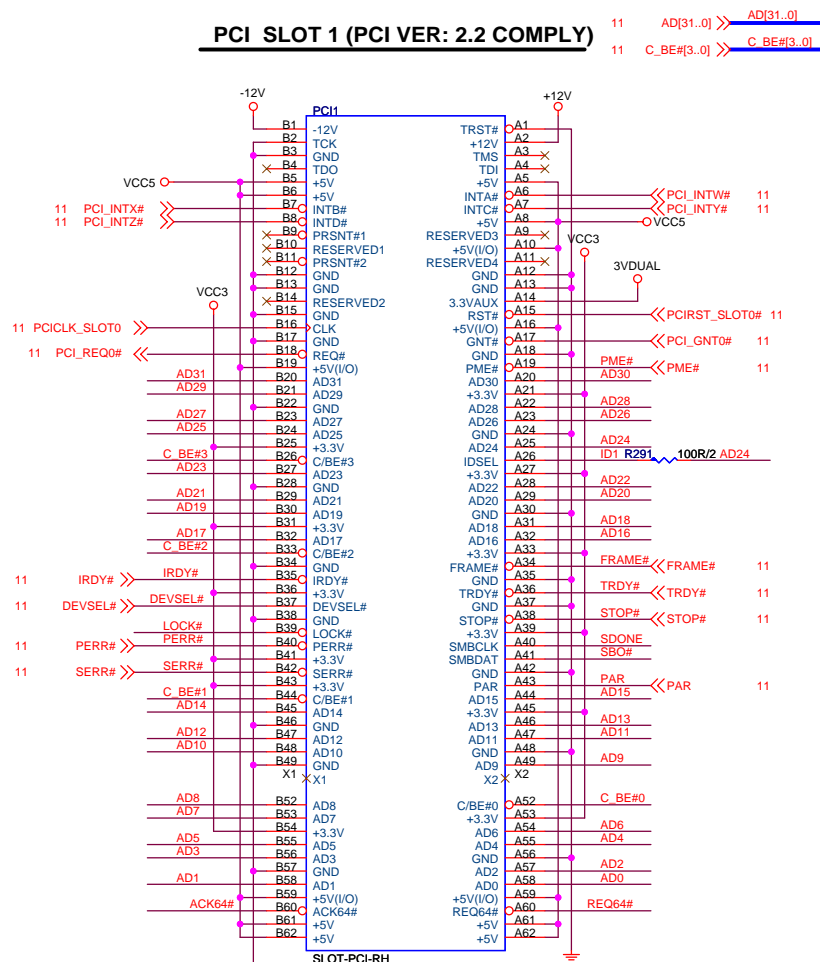 PCI SLOT 1 (PCI VER: 2.2 COMPLY)
11 AD[31..0] AD[31..0]
11 C_BE#[3..0] C_BE#[3..0]
-12V +12V
PCI1
B1 -12V TRST# A1
B2 TCK +12V A2
B3 GND TMS A3
B4 TDO TDI A4
VCC5 B5 +5V +5V A5
B6 +5V INTA# A6 PCI_INTW# 11
11 PCI_INTX# B7 INTB# INTC# A7 PCI_INTY# 11
11 PCI_INTZ# B8 INTD# +5V A8 VCC5
B9 PRSNT#1 RESERVED3 A9
B10 RESERVED1 +5V(I/O) A10 VCC3
B11 PRSNT#2 RESERVED4 A11
B12 GND GND A12 3VDUAL
B13 GND GND A13
VCC3 B14 RESERVED2 3.3VAUX A14
B15 GND RST# A15 PCIRST_SLOT0# 11
11 PCICLK_SLOT0 B16 CLK +5V(I/O) A16
B17 GND GNT# A17 PCI_GNT0# 11
11 PCI_REQ0# B18 REQ# GND A18
B19 +5V(I/O) PME# A19 PME# PME# 11
AD31 B20 AD31 AD30 A20 AD30
AD29 B21 AD29 +3.3V A21
B22 GND AD28 A22 AD28
AD27 B23 AD27 AD26 A23 AD26
AD25 B24 AD25 GND A24
B25 +3.3V AD24 A25 AD24
C_BE#3 B26 C/BE#3 IDSEL A26 ID1 R291 100R/2 AD24
AD23 B27 AD23 +3.3V A27
B28 GND AD22 A28 AD22
AD21 B29 AD21 AD20 A29 AD20
AD19 B30 AD19 GND A30
B31 +3.3V AD18 A31 AD18
AD17 B32 AD17 AD16 A32 AD16
C_BE#2 B33 C/BE#2 +3.3V A33
B34 GND FRAME# A34 FRAME# FRAME# 11
11 IRDY# IRDY# B35 IRDY# GND A35
B36 +3.3V TRDY# A36 TRDY# TRDY# 11
11 DEVSEL# DEVSEL# B37 DEVSEL# GND A37
B38 GND STOP# A38 STOP# STOP# 11
LOCK# B39 LOCK# +3.3V A39
11 PERR# PERR# B40 PERR# SMBCLK A40 SDONE
B41 +3.3V SMBDAT A41 SBO#
11 SERR# SERR# B42 SERR# GND A42
B43 +3.3V PAR A43 PAR PAR 11
C_BE#1 B44 C/BE#1 AD15 A44 AD15
AD14 B45 AD14 +3.3V A45
B46 GND AD13 A46 AD13
AD12 B47 AD12 AD11 A47 AD11
AD10 B48 AD10 GND A48
B49 GND AD9 A49 AD9
X1 X1 X2 X2
AD8 B52 AD8 C/BE#0 A52 C_BE#0
AD7 B53 AD7 +3.3V A53
B54 +3.3V AD6 A54 AD6
AD5 B55 AD5 AD4 A55 AD4
AD3 B56 AD3 GND A56
B57 GND AD2 A57 AD2
AD1 B58 AD1 AD0 A58 AD0
B59 +5V(I/O) +5V(I/O) A59
ACK64# B60 ACK64# REQ64# A60 REQ64#
B61 +5V +5V A61
B62 +5V +5V A62
SLOT-PCI-RH